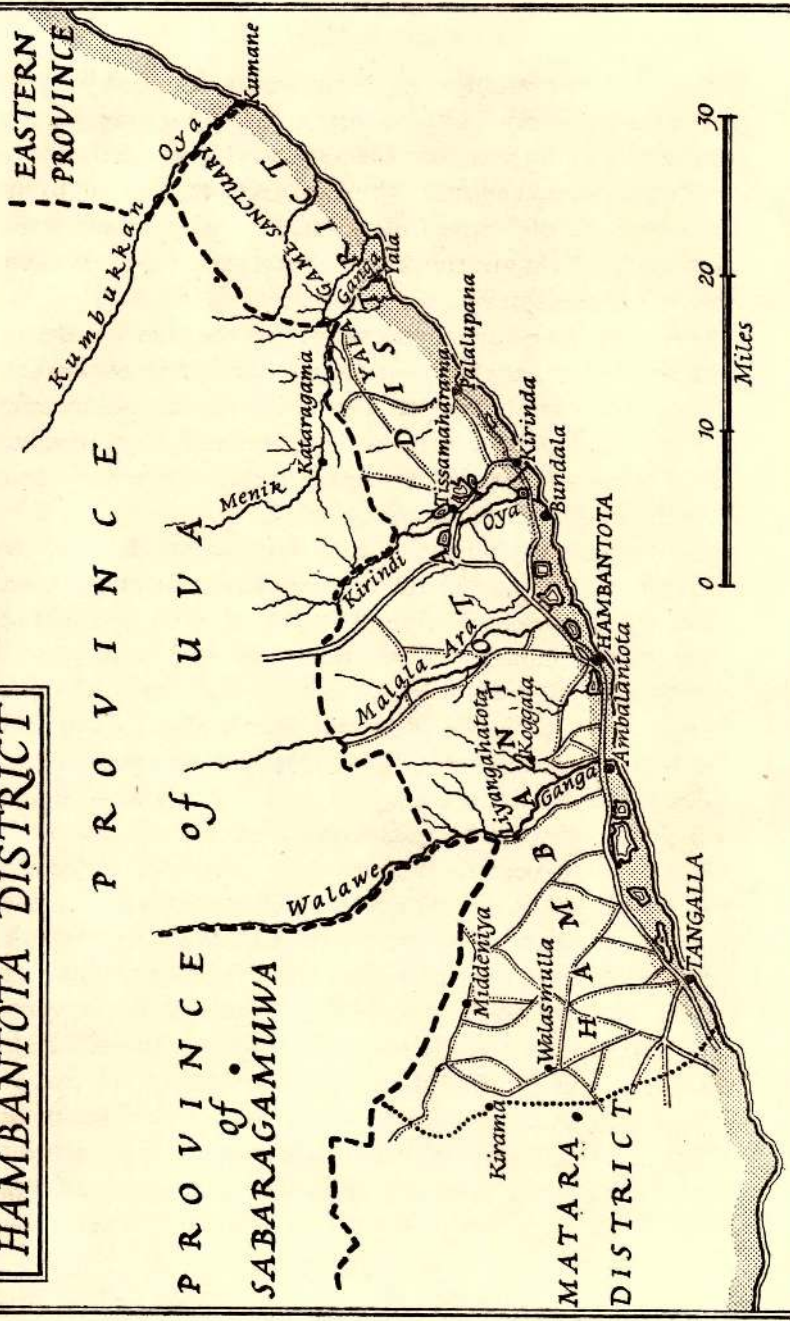 HAMBANTOTA DISTRICT
EASTERN
PROVINCE
PROVINCE
of
UVA
PROVINCE
of
SABARAGAMUWA
MATARA
DISTRICT
HAMBANTOTA DISTRICT
Kumbukkan Oya
Kumane
GAME SANCTUARY
YALA
Ganga
Yala
Menik
Kataragama
Palalupana
Tissamaharama
Kirindi Oya
Kirinda
Bundala
Malala Ara
HAMBANTOTA
Liyangahatota
Koggala
Ambalantota
Walawe Ganga
Middeniya
Walasmulla
Kirama
TANGALLA
0 10 20 30
Miles